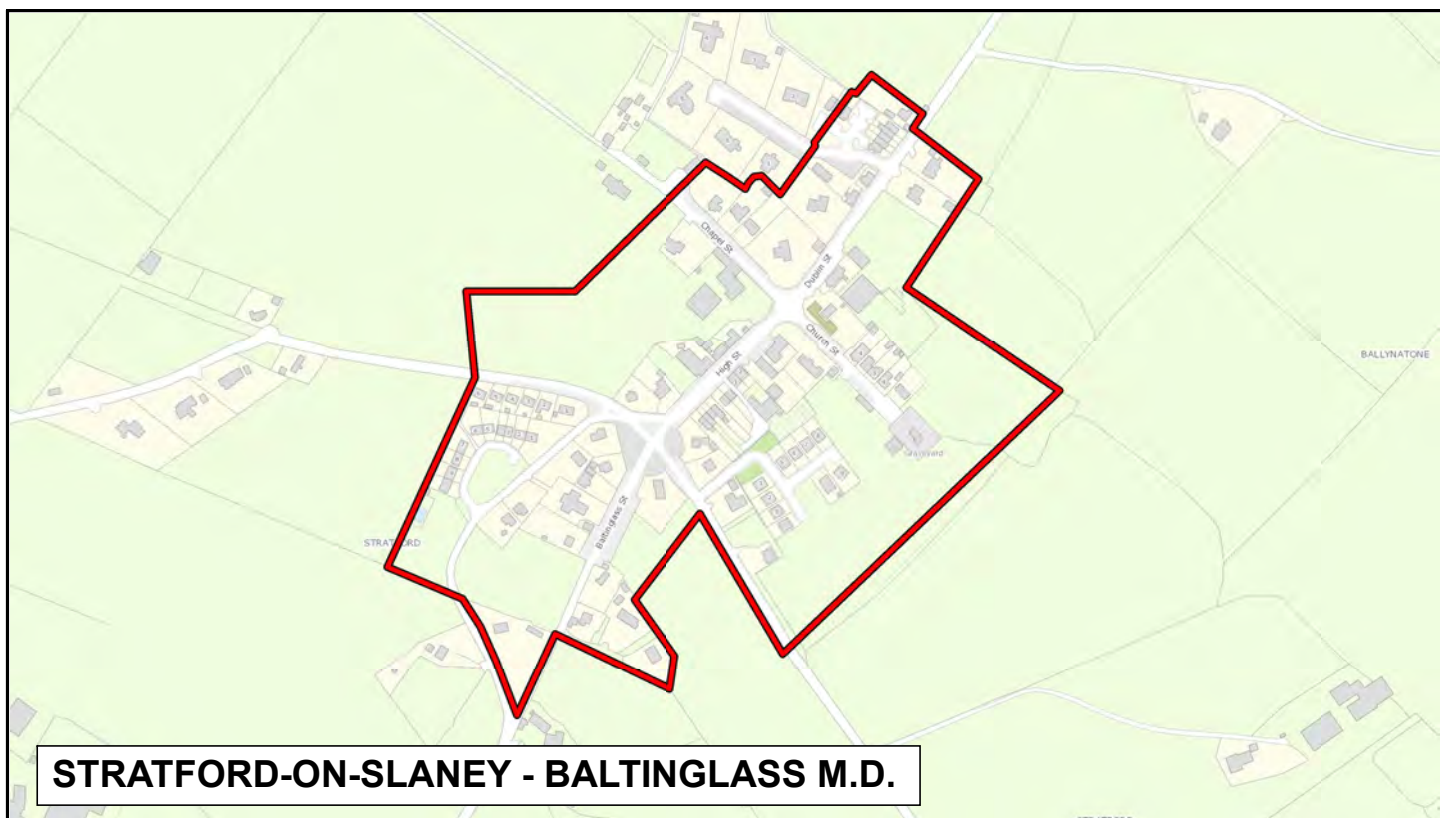 Chapel St
Dublin St
Church St
High St
BALLYNATONE
Graveyard
Baltinglass St
STRATFORD
STRATFORD-ON-SLANEY - BALTINGLASS M.D.